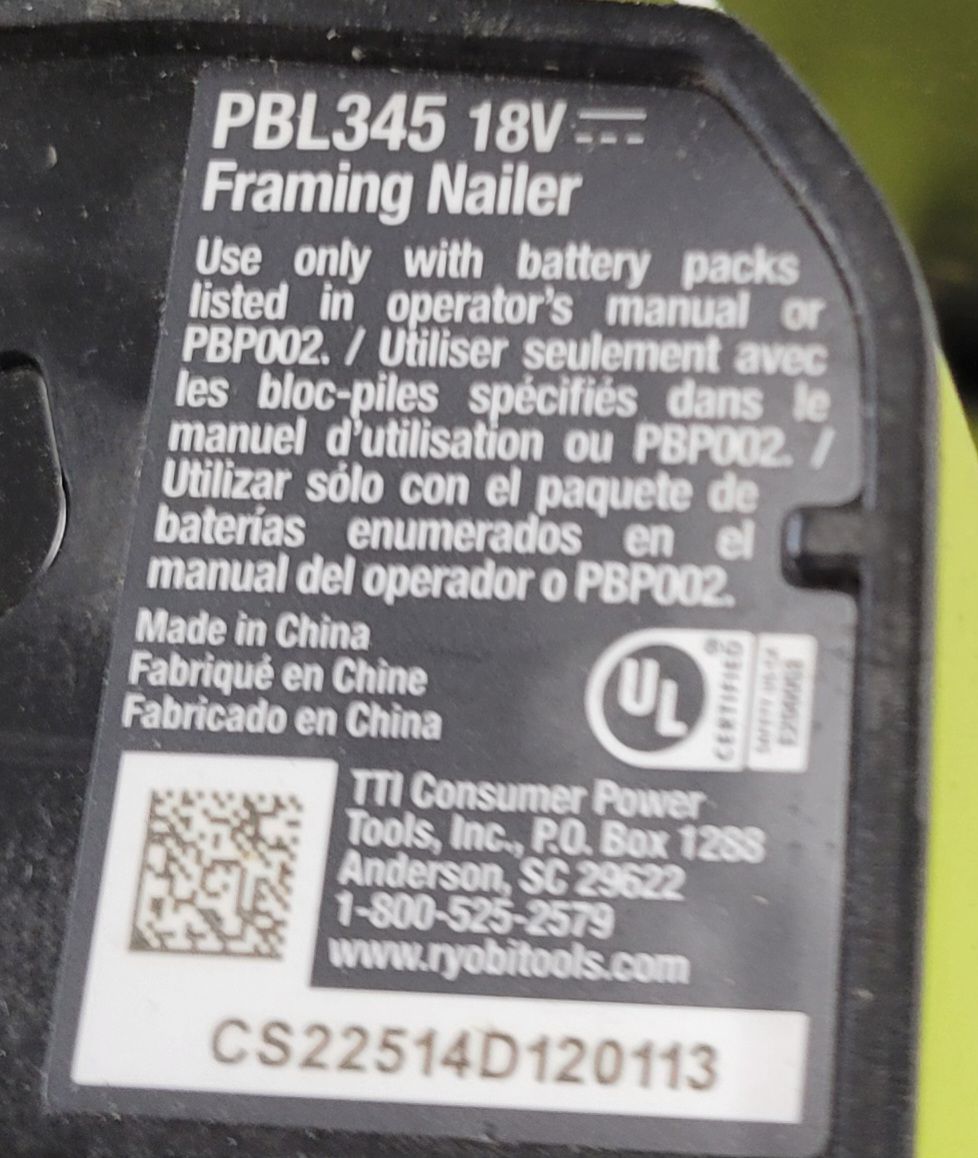 PBL345 18V
Framing Nailer
Use only with battery packs
listed in operator's manual or
PBP002. / Utiliser seulement avec
les bloc-piles spécifiés dans le
manuel d'utilisation ou PBP002. /
Utilizar sólo con el paquete de
baterías enumerados en el
manual del operador o PBP002.
Made in China
Fabriqué en Chine
Fabricado en China
UL
CERTIFIED
TTI Consumer Power
Tools, Inc., P.O. Box 1288
Anderson, SC 29622
1-800-525-2579
www.ryobitools.com
CS22514D120113